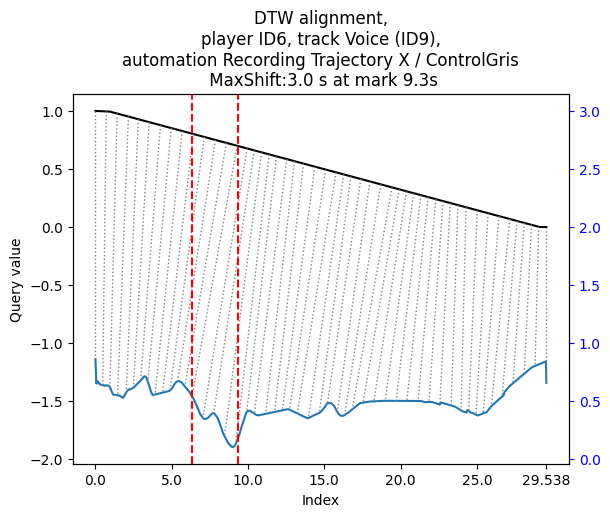 DTW alignment,
player ID6, track Voice (ID9),
automation Recording Trajectory X / ControlGris
MaxShift:3.0 s at mark 9.3s
1.0
0.5
0.0
−0.5
−1.0
−1.5
−2.0
Query value
3.0
2.5
2.0
1.5
1.0
0.5
0.0
0.0 5.0 10.0 15.0 20.0 25.0 29.538
Index